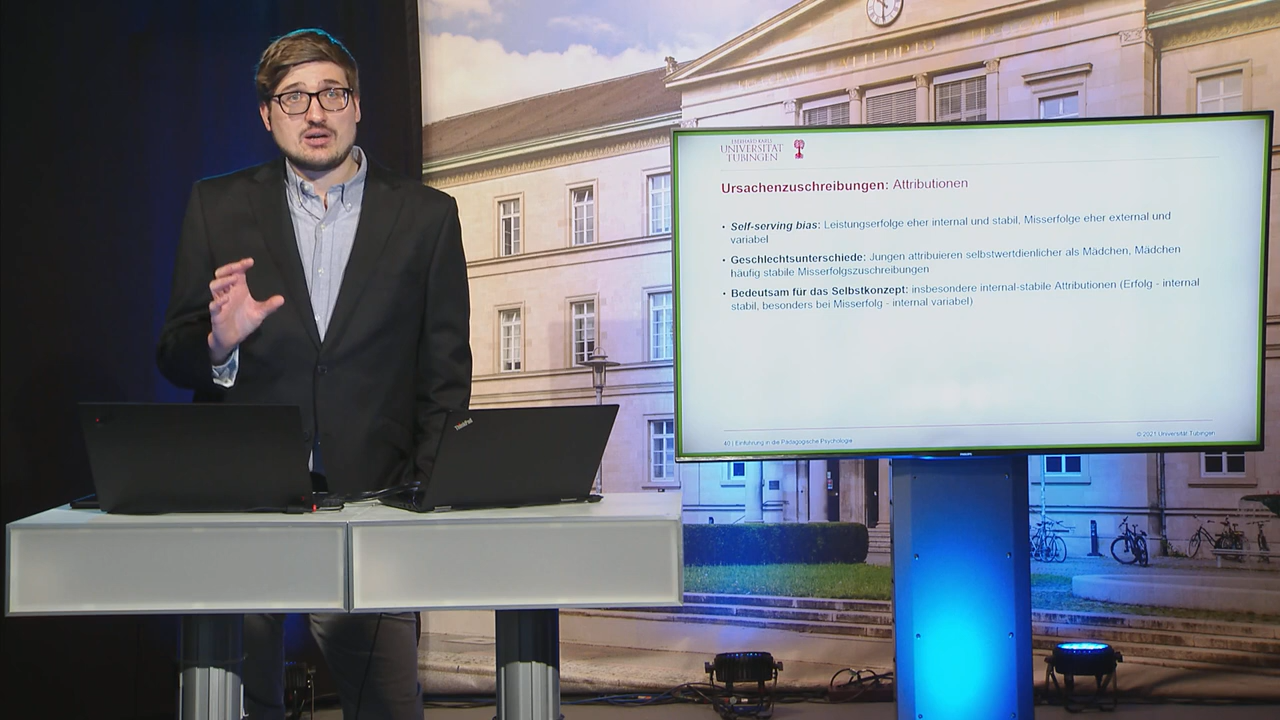 EBERHARD KARLS
UNIVERSITÄT
TÜBINGEN
Ursachenzuschreibungen: Attributionen
• Self-serving bias: Leistungserfolge eher internal und stabil, Misserfolge eher external und
variabel
• Geschlechtsunterschiede: Jungen attribuieren selbstwertdienlicher als Mädchen, Mädchen
häufig stabile Misserfolgszuschreibungen
• Bedeutsam für das Selbstkonzept: insbesondere internal-stabile Attributionen (Erfolg - internal
stabil, besonders bei Misserfolg - internal variabel)
40 | Einführung in die Pädagogische Psychologie
© 2021 Universität Tübingen
PHILIPS
ThinkPad